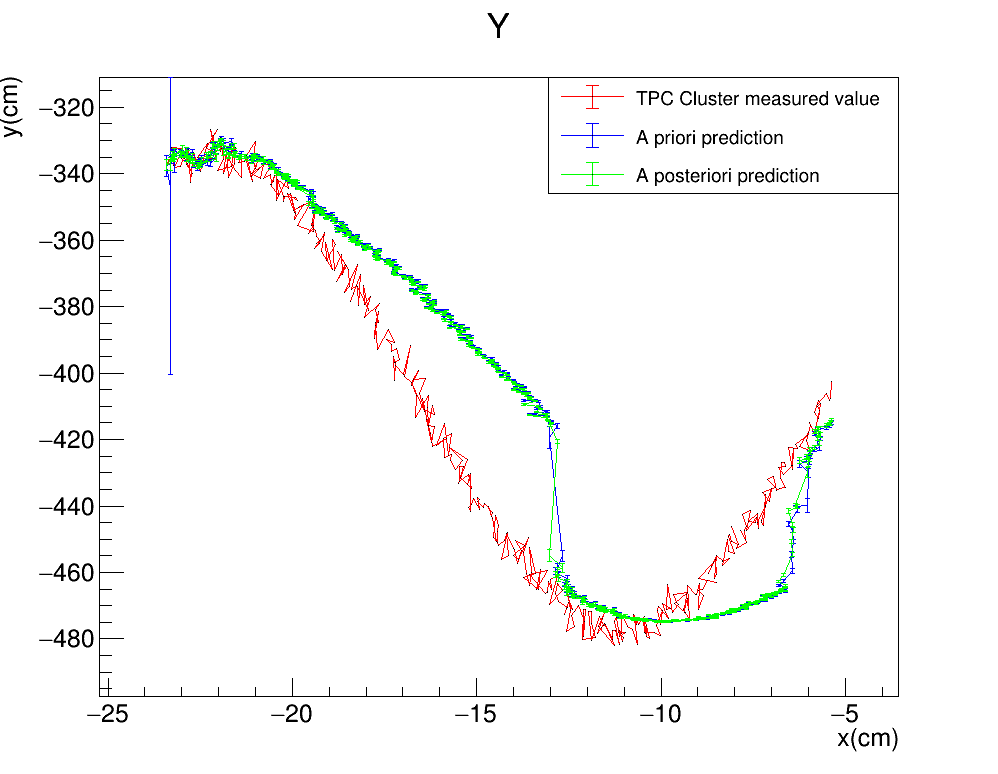 Y
y(cm)
−320
−340
−360
−380
−400
−420
−440
−460
−480
TPC Cluster measured value
A priori prediction
A posteriori prediction
−25 −20 −15 −10 −5
x(cm)